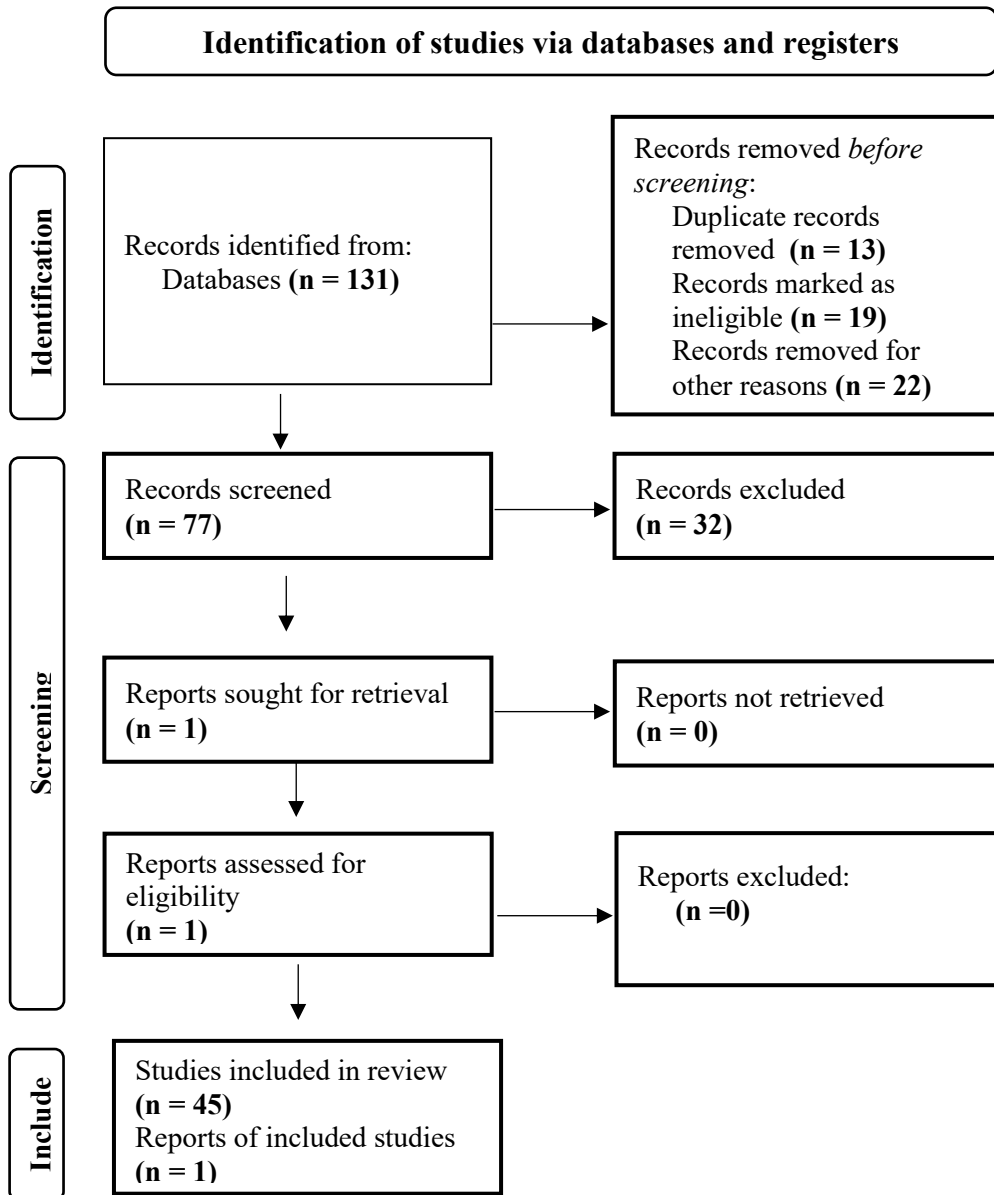 Identification of studies via databases and registers
Identification
Records identified from:
Databases (n = 131)
Records removed before
screening:
Duplicate records
removed (n = 13)
Records marked as
ineligible (n = 19)
Records removed for
other reasons (n = 22)
Screening
Records screened
(n = 77)
Records excluded
(n = 32)
Reports sought for retrieval
(n = 1)
Reports not retrieved
(n = 0)
Reports assessed for
eligibility
(n = 1)
Reports excluded:
(n =0)
Include
Studies included in review
(n = 45)
Reports of included studies
(n = 1)